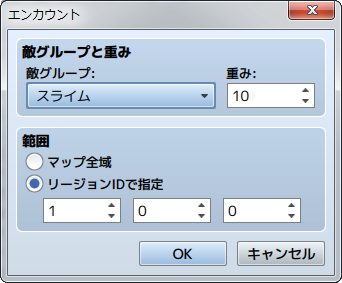 エンカウント
敵グループと重み
敵グループ: 重み:
スライム 10
範囲
マップ全域
リージョンIDで指定
1 0 0
OK キャンセル